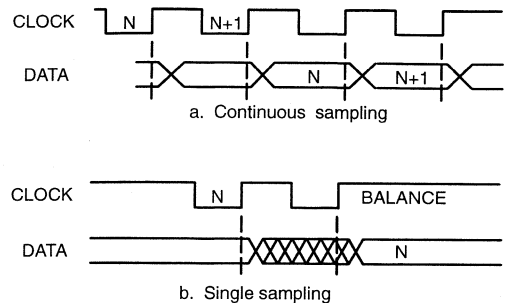 CLOCK N N+1
DATA N N+1
a. Continuous sampling
CLOCK N BALANCE
DATA N
b. Single sampling